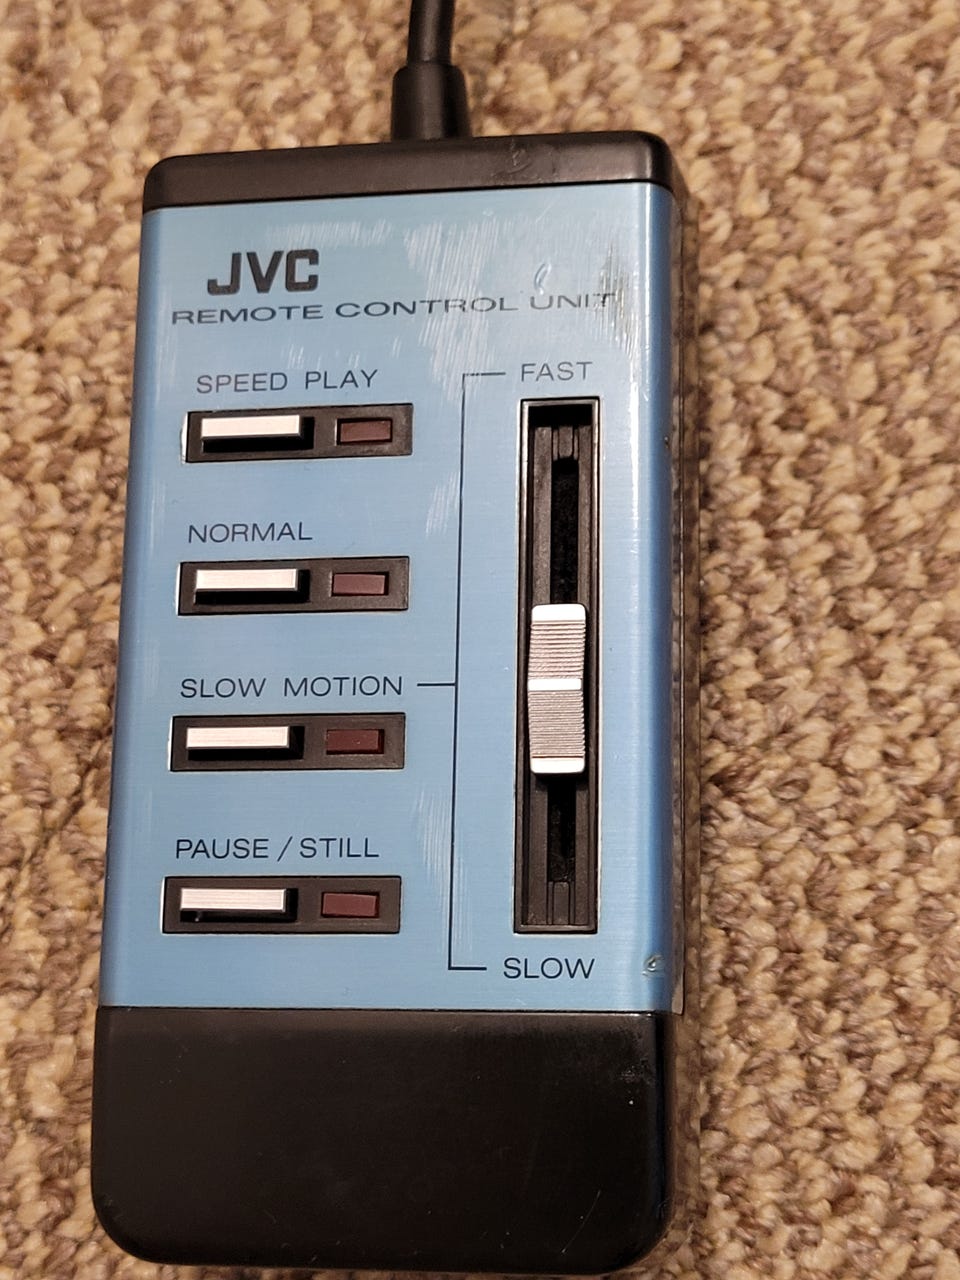 JVC
REMOTE CONTROL UNIT
SPEED PLAY
FAST
NORMAL
SLOW MOTION
PAUSE / STILL
SLOW